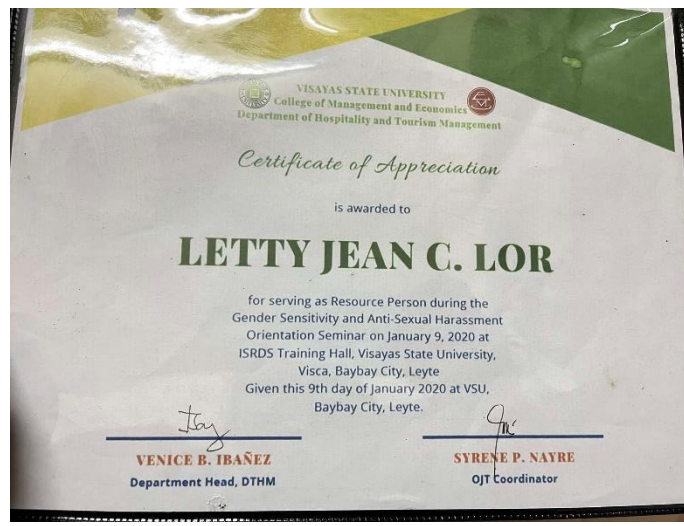 VISAYAS STATE UNIVERSITY
College of Management and Economics
Department of Hospitality and Tourism Management
Certificate of Appreciation
is awarded to
LETTY JEAN C. LOR
for serving as Resource Person during the
Gender Sensitivity and Anti-Sexual Harassment
Orientation Seminar on January 9, 2020 at
ISRDS Training Hall, Visayas State University,
Visca, Baybay City, Leyte
Given this 9th day of January 2020 at VSU,
Baybay City, Leyte.
VENICE B. IBAÑEZ
Department Head, DTHM
SYRENE P. NAYRE
OJT Coordinator